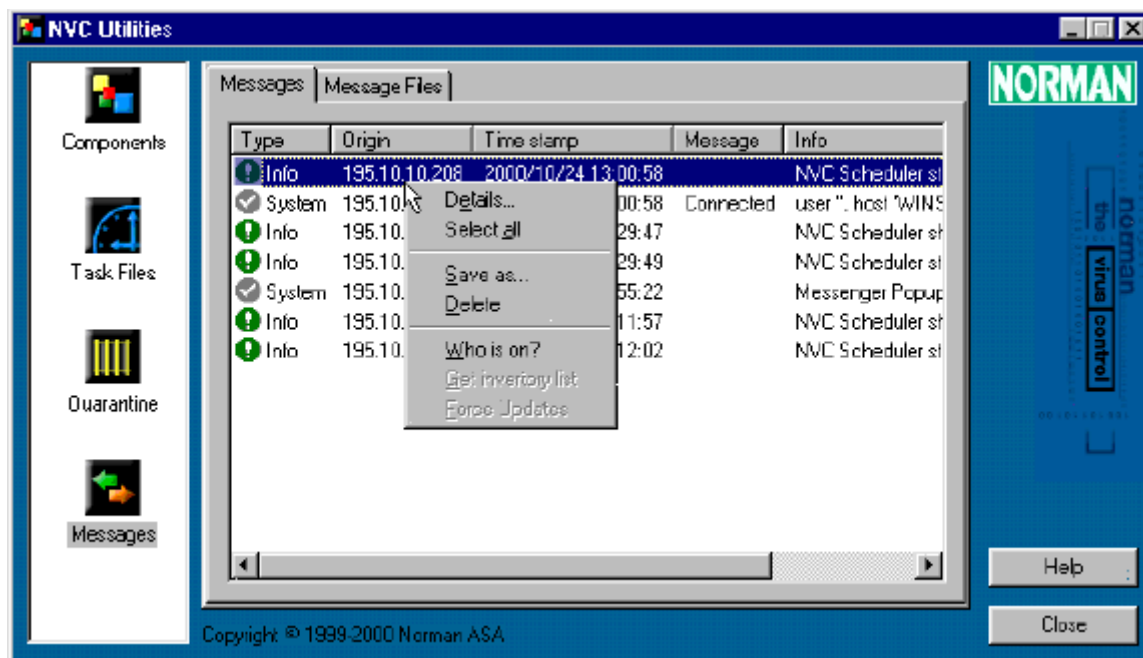 NVC Utilities
Components
Task Files
Quarantine
Messages
Messages Message Files
Type Origin Time stamp Message Info
Info 195.10.10.208 2000/10/24 13:00:58 NVC Scheduler st
System 195.10. 00:58 Connected user ''. host 'WINS
Info 195.10. 29:47 NVC Scheduler sh
Info 195.10. 29:49 NVC Scheduler st
System 195.10. 55:22 Messenger Popup
Info 195.10. 11:57 NVC Scheduler sh
Info 195.10. 12:02 NVC Scheduler st
Details...
Select all
Save as...
Delete
Who is on?
Get inventory list
Force Updates
NORMAN
norman
the virus control
Help
Close
Copyright © 1999-2000 Norman ASA